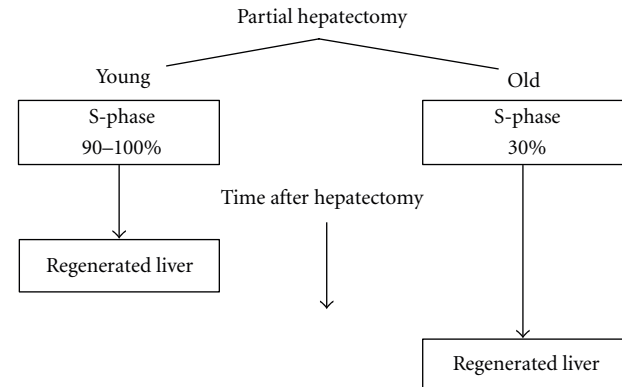 Partial hepatectomy
Young
Old
S-phase
90–100%
S-phase
30%
Time after hepatectomy
Regenerated liver
Regenerated liver